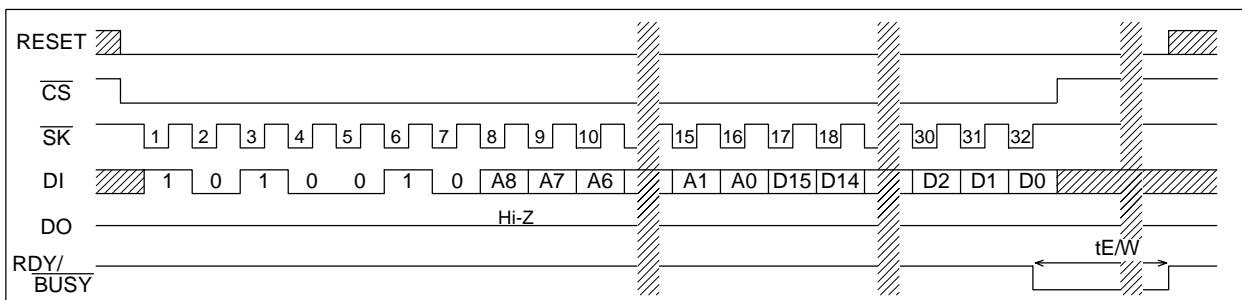 RESET
CS
SK 1 2 3 4 5 6 7 8 9 10 15 16 17 18 30 31 32
DI 1 0 1 0 0 1 0 A8 A7 A6 A1 A0 D15 D14 D2 D1 D0
Hi-Z
DO
tE/W
RDY/
BUSY